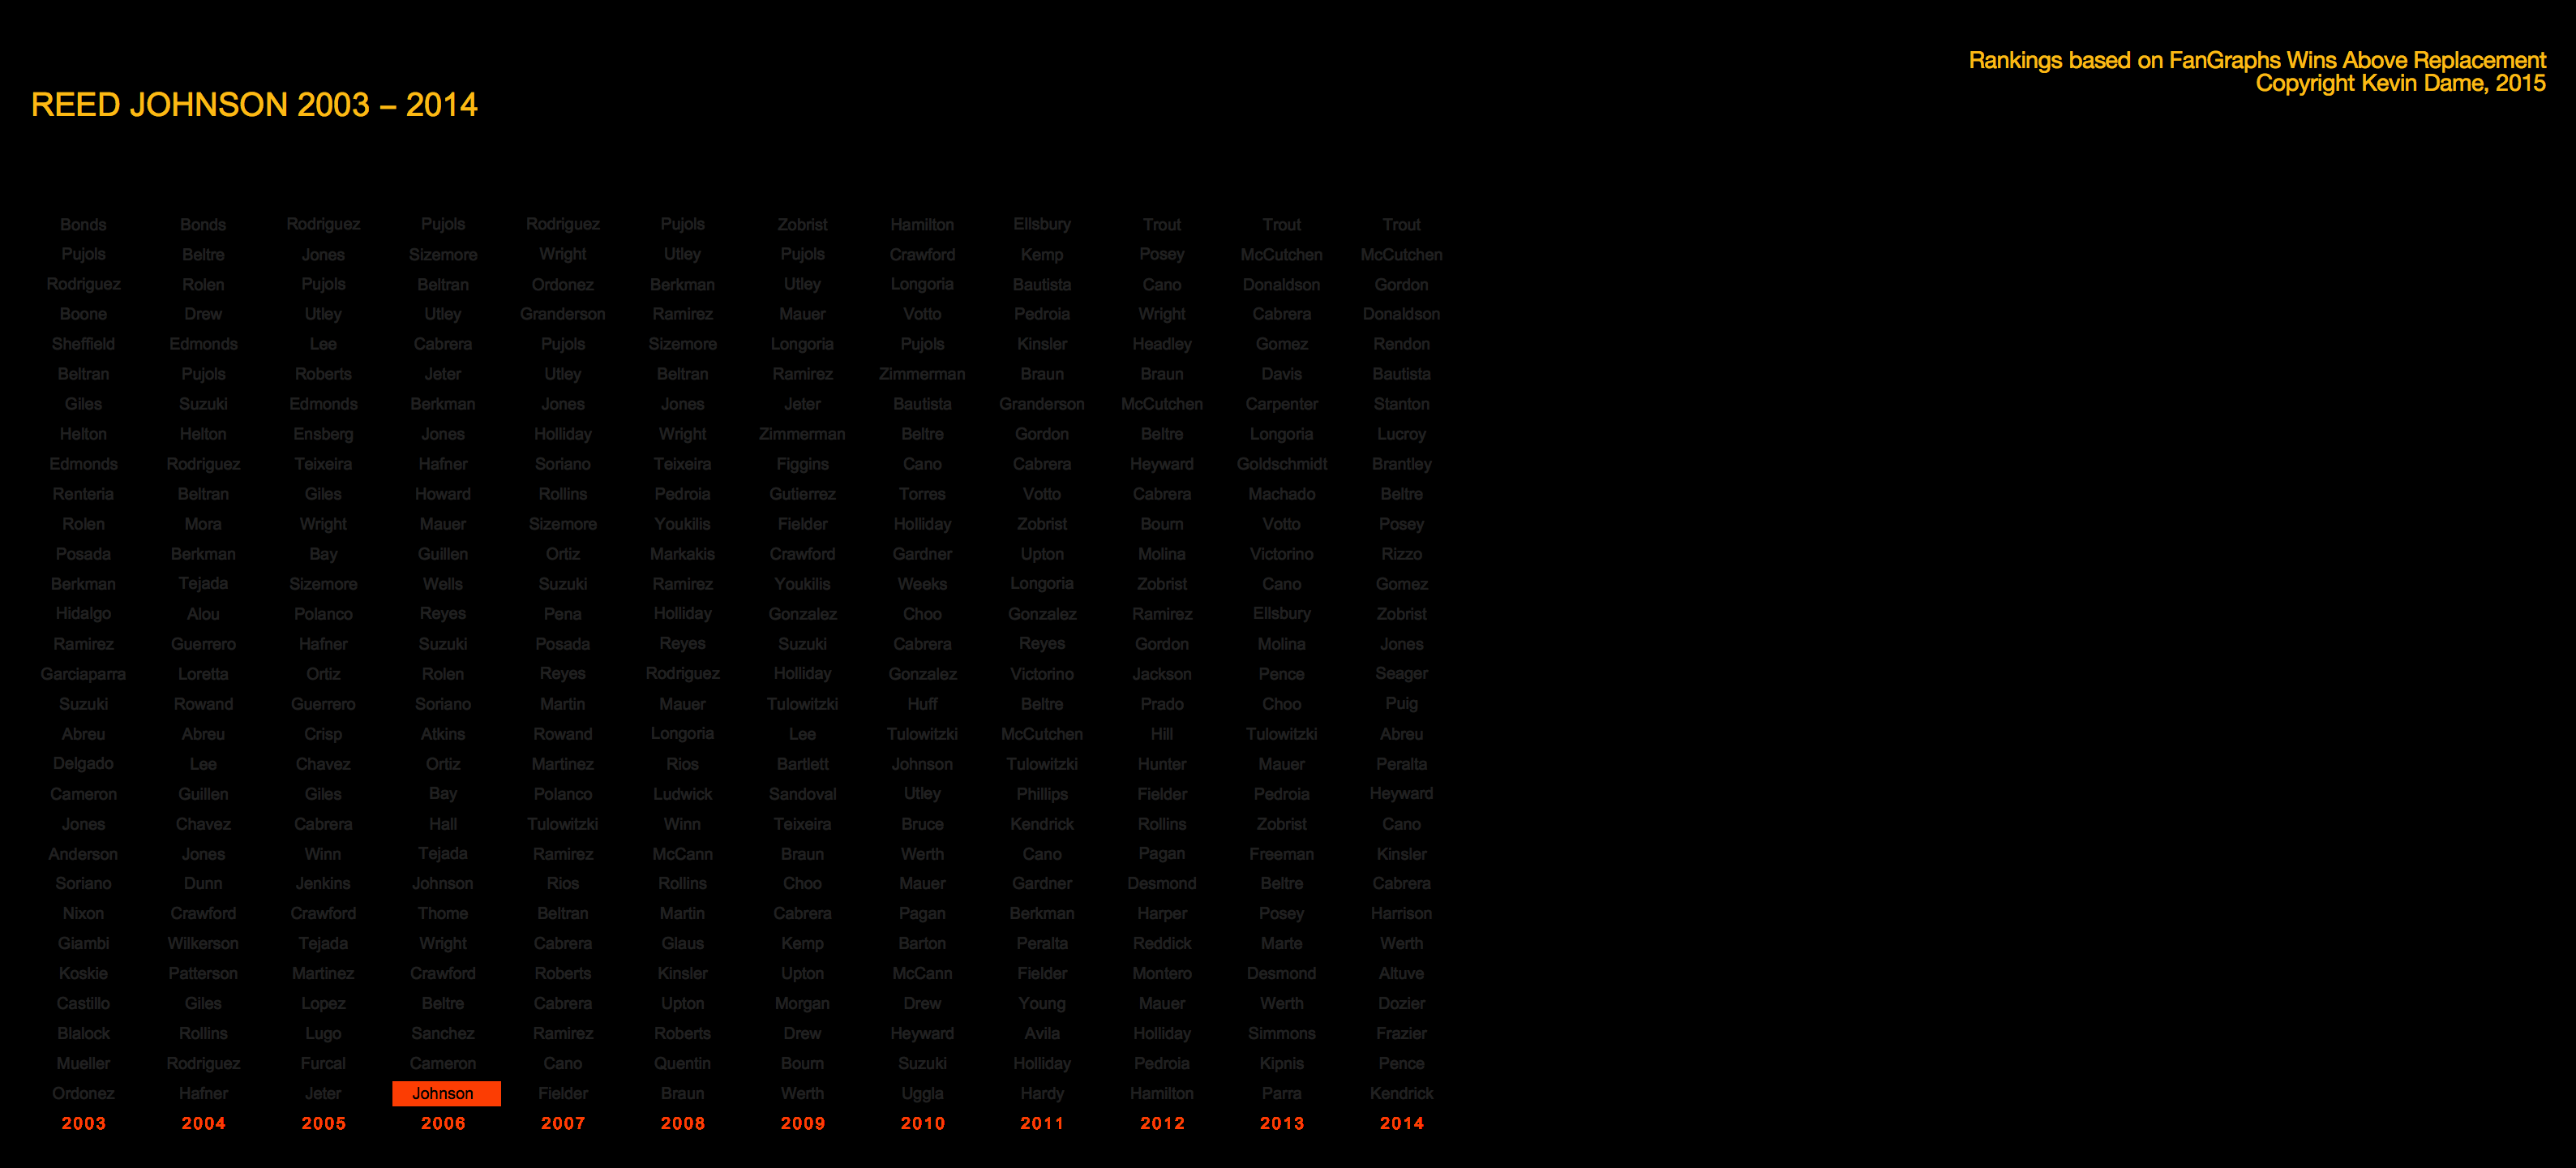 Rankings based on FanGraphs Wins Above Replacement
Copyright Kevin Dame, 2015
REED JOHNSON 2003 – 2014
Bonds Bonds Rodriguez Pujols Rodriguez Pujols Zobrist Hamilton Ellsbury Trout Trout Trout
Pujols Beltre Jones Sizemore Wright Utley Pujols Crawford Kemp Posey McCutchen McCutchen
Rodriguez Rolen Pujols Beltran Ordonez Berkman Utley Longoria Bautista Cano Donaldson Gordon
Boone Drew Utley Utley Granderson Ramirez Mauer Votto Pedroia Wright Cabrera Donaldson
Sheffield Edmonds Lee Cabrera Pujols Sizemore Longoria Pujols Kinsler Headley Gomez Rendon
Beltran Pujols Roberts Jeter Utley Beltran Ramirez Zimmerman Braun Braun Davis Bautista
Giles Suzuki Edmonds Berkman Jones Jones Jeter Bautista Granderson McCutchen Carpenter Stanton
Helton Helton Ensberg Jones Holliday Wright Zimmerman Beltre Gordon Beltre Longoria Lucroy
Edmonds Rodriguez Teixeira Hafner Soriano Teixeira Figgins Cano Cabrera Heyward Goldschmidt Brantley
Renteria Beltran Giles Howard Rollins Pedroia Gutierrez Torres Votto Cabrera Machado Beltre
Rolen Mora Wright Mauer Sizemore Youkilis Fielder Holliday Zobrist Bourn Votto Posey
Posada Berkman Bay Guillen Ortiz Markakis Crawford Gardner Upton Molina Victorino Rizzo
Berkman Tejada Sizemore Wells Suzuki Ramirez Youkilis Weeks Longoria Zobrist Cano Gomez
Hidalgo Alou Polanco Reyes Pena Holliday Gonzalez Choo Gonzalez Ramirez Ellsbury Zobrist
Ramirez Guerrero Hafner Suzuki Posada Reyes Suzuki Cabrera Reyes Gordon Molina Jones
Garciaparra Loretta Ortiz Rolen Reyes Rodriguez Holliday Gonzalez Victorino Jackson Pence Seager
Suzuki Rowand Guerrero Soriano Martin Mauer Tulowitzki Huff Beltre Prado Choo Puig
Abreu Abreu Crisp Atkins Rowand Longoria Lee Tulowitzki McCutchen Hill Tulowitzki Abreu
Delgado Lee Chavez Ortiz Martinez Rios Bartlett Johnson Tulowitzki Hunter Mauer Peralta
Cameron Guillen Giles Bay Polanco Ludwick Sandoval Utley Phillips Fielder Pedroia Heyward
Jones Chavez Cabrera Hall Tulowitzki Winn Teixeira Bruce Kendrick Rollins Zobrist Cano
Anderson Jones Winn Tejada Ramirez McCann Braun Werth Cano Pagan Freeman Kinsler
Soriano Dunn Jenkins Johnson Rios Rollins Choo Mauer Gardner Desmond Beltre Cabrera
Nixon Crawford Crawford Thome Beltran Martin Cabrera Pagan Berkman Harper Posey Harrison
Giambi Wilkerson Tejada Wright Cabrera Glaus Kemp Barton Peralta Reddick Marte Werth
Koskie Patterson Martinez Crawford Roberts Kinsler Upton McCann Fielder Montero Desmond Altuve
Castillo Giles Lopez Beltre Cabrera Upton Morgan Drew Young Mauer Werth Dozier
Blalock Rollins Lugo Sanchez Ramirez Roberts Drew Heyward Avila Holliday Simmons Frazier
Mueller Rodriguez Furcal Cameron Cano Quentin Bourn Suzuki Holliday Pedroia Kipnis Pence
Ordonez Hafner Jeter Johnson Fielder Braun Werth Uggla Hardy Hamilton Parra Kendrick
2003 2004 2005 2006 2007 2008 2009 2010 2011 2012 2013 2014